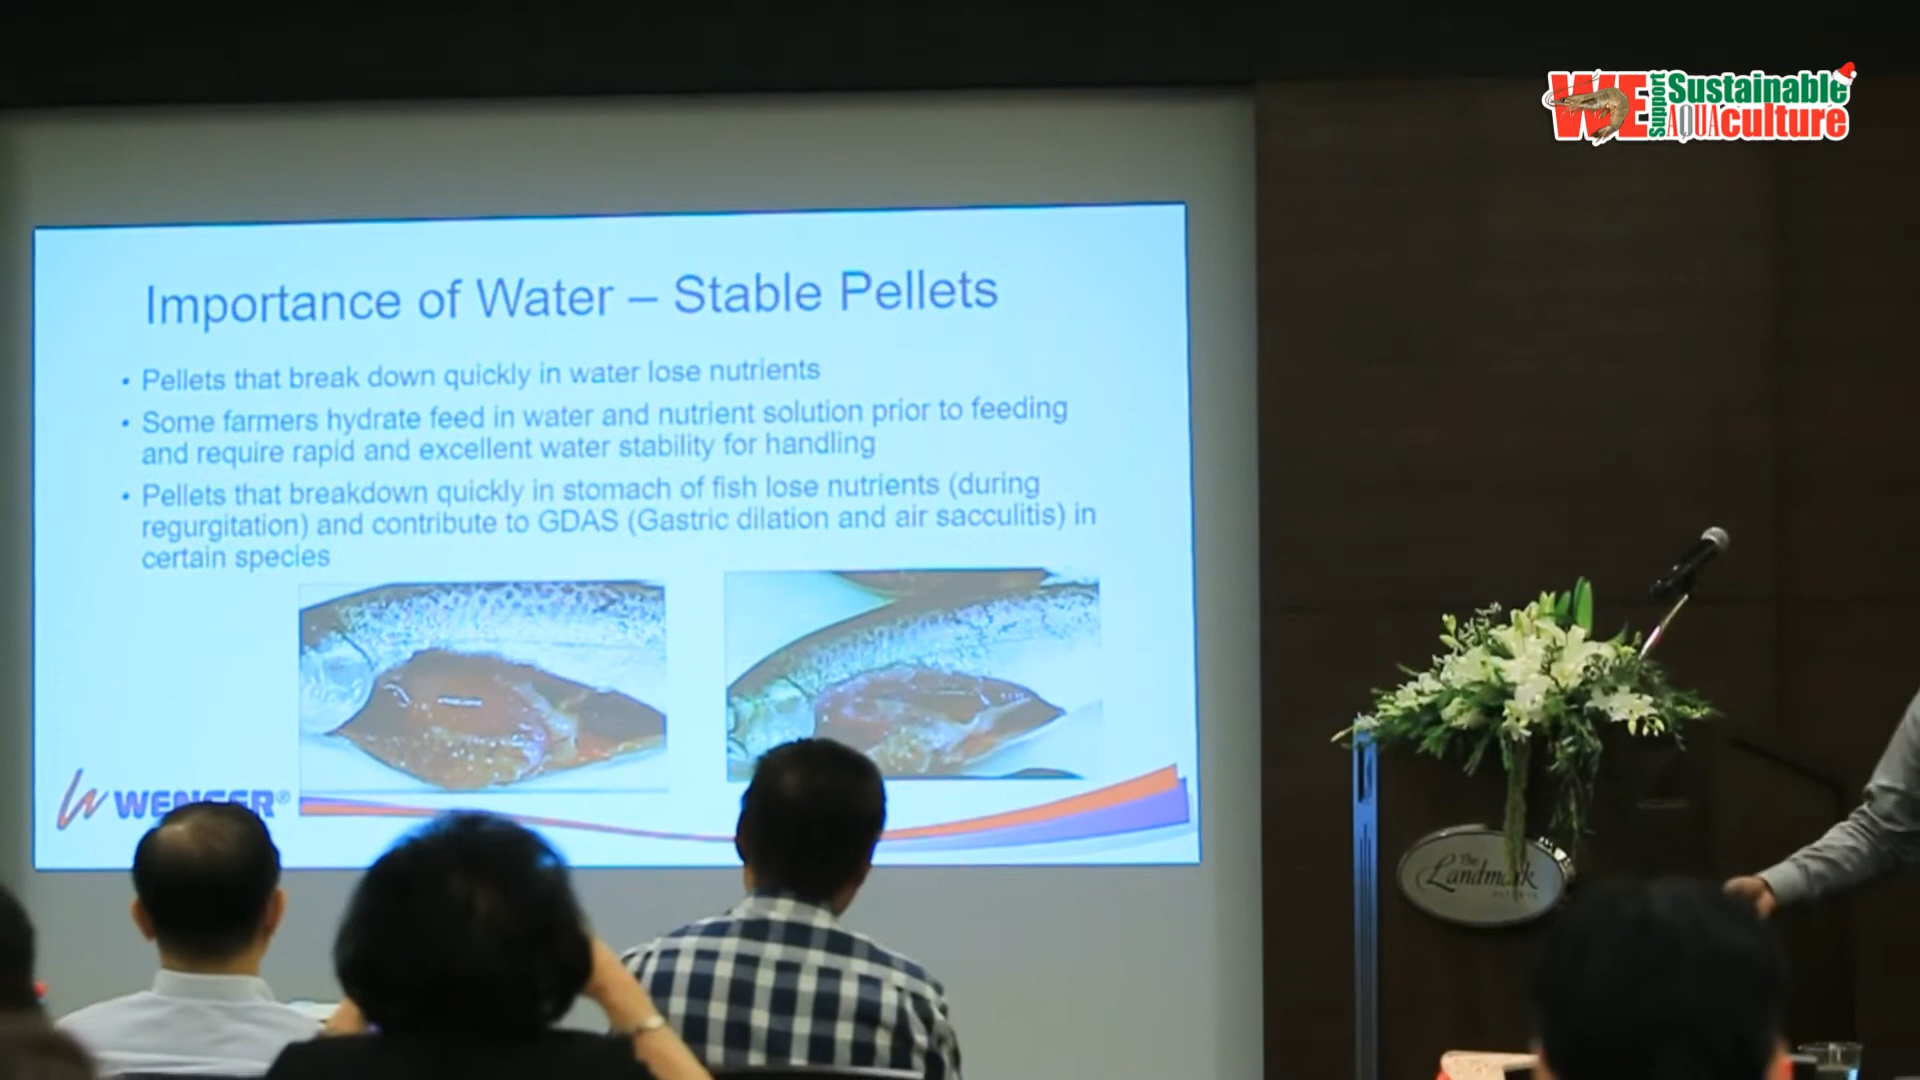 WE Support Sustainable AQUAculture
Importance of Water – Stable Pellets
• Pellets that break down quickly in water lose nutrients
• Some farmers hydrate feed in water and nutrient solution prior to feeding
and require rapid and excellent water stability for handling
• Pellets that breakdown quickly in stomach of fish lose nutrients (during
regurgitation) and contribute to GDAS (Gastric dilation and air sacculitis) in
certain species
WENGER®
The
Landmark